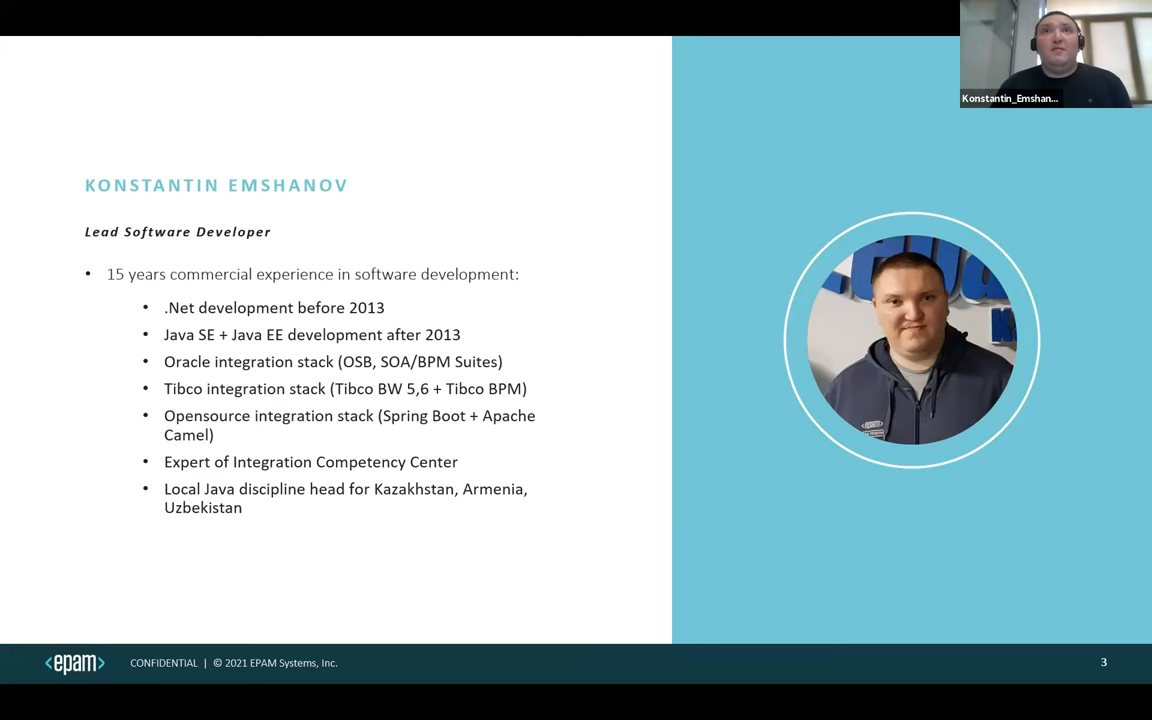 Konstantin_Emshan...
KONSTANTIN EMSHANOV
Lead Software Developer
• 15 years commercial experience in software development:
• .Net development before 2013
• Java SE + Java EE development after 2013
• Oracle integration stack (OSB, SOA/BPM Suites)
• Tibco integration stack (Tibco BW 5,6 + Tibco BPM)
• Opensource integration stack (Spring Boot + Apache
Camel)
• Expert of Integration Competency Center
• Local Java discipline head for Kazakhstan, Armenia,
Uzbekistan
<epam>
<epam>
CONFIDENTIAL | © 2021 EPAM Systems, Inc.
3